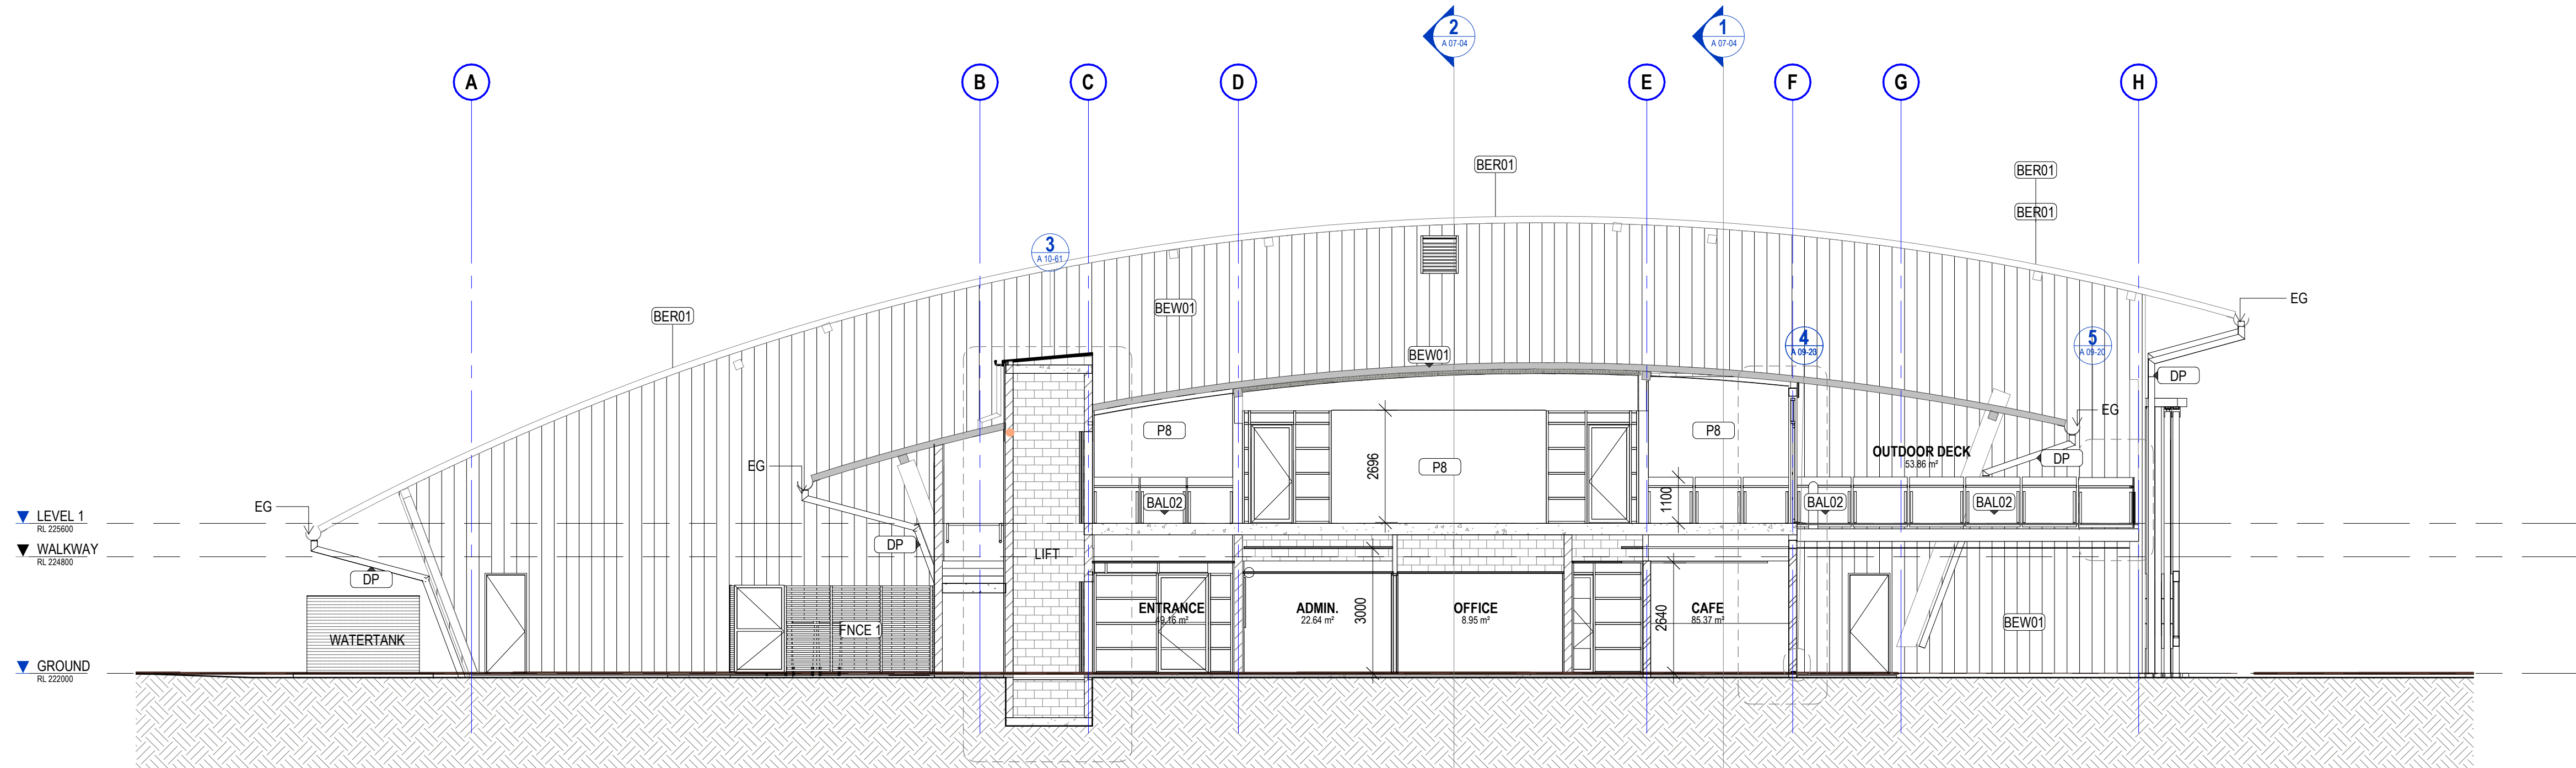 2
A 07-04
1
A 07-04
A
B
C
D
E
F
G
H
BER01
BER01
BER01
3
A 10-61
BER01
BEW01
EG
BEW01
4
A 09-20
5
A 09-20
DP
EG
P8
P8
P8
2696
EG
OUTDOOR DECK
53.86 m²
DP
1100
BAL02
BAL02
BAL02
EG
LEVEL 1
RL 225600
DP
WALKWAY
RL 224800
LIFT
DP
ENTRANCE
49.16 m²
ADMIN.
22.64 m²
3000
OFFICE
8.95 m²
2640
CAFE
85.37 m²
BEW01
FNCE 1
WATERTANK
GROUND
RL 222000